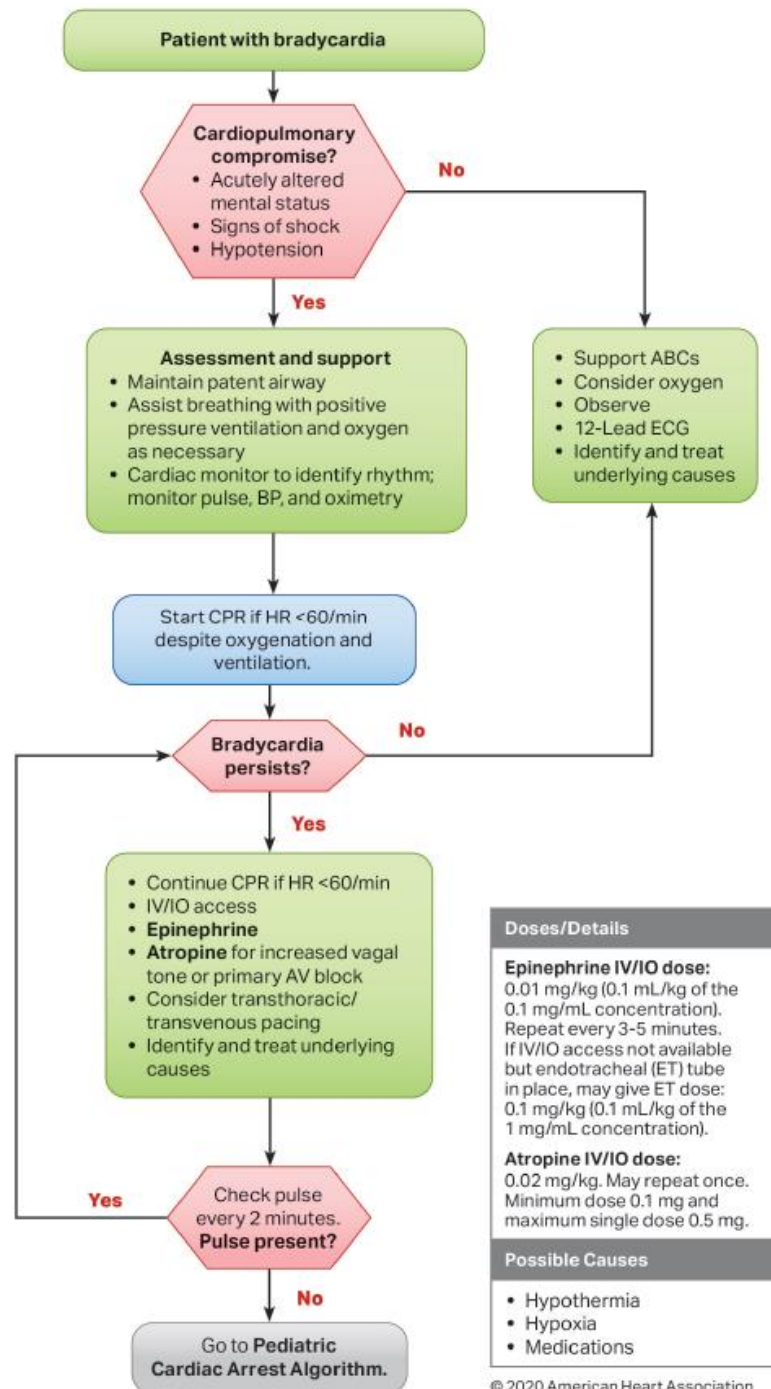 Patient with bradycardia
Cardiopulmonary
compromise?
• Acutely altered
mental status
• Signs of shock
• Hypotension
No
Yes
Assessment and support
• Maintain patent airway
• Assist breathing with positive
pressure ventilation and oxygen
as necessary
• Cardiac monitor to identify rhythm;
monitor pulse, BP, and oximetry
• Support ABCs
• Consider oxygen
• Observe
• 12-Lead ECG
• Identify and treat
underlying causes
Start CPR if HR <60/min
despite oxygenation and
ventilation.
Bradycardia
persists?
No
Yes
• Continue CPR if HR <60/min
• IV/IO access
• Epinephrine
• Atropine for increased vagal
tone or primary AV block
• Consider transthoracic/
transvenous pacing
• Identify and treat underlying
causes
Check pulse
every 2 minutes.
Pulse present?
Yes
No
Go to Pediatric
Cardiac Arrest Algorithm.
Doses/Details
Epinephrine IV/IO dose:
0.01 mg/kg (0.1 mL/kg of the
0.1 mg/mL concentration).
Repeat every 3-5 minutes.
If IV/IO access not available
but endotracheal (ET) tube
in place, may give ET dose:
0.1 mg/kg (0.1 mL/kg of the
1 mg/mL concentration).
Atropine IV/IO dose:
0.02 mg/kg. May repeat once.
Minimum dose 0.1 mg and
maximum single dose 0.5 mg.
Possible Causes
• Hypothermia
• Hypoxia
• Medications
© 2020 American Heart Association